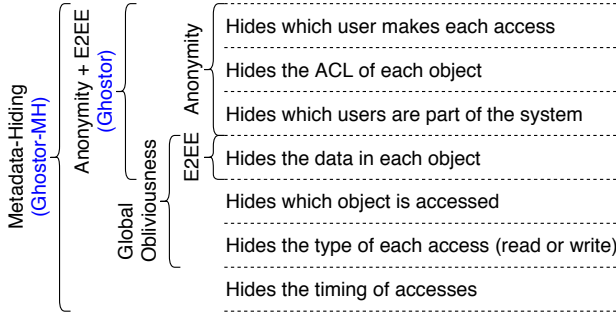 Metadata-Hiding
(Ghostor-MH)
Anonymity + E2EE
(Ghostor)
Global
Obliviousness
Anonymity
E2EE
Hides which user makes each access
Hides the ACL of each object
Hides which users are part of the system
Hides the data in each object
Hides which object is accessed
Hides the type of each access (read or write)
Hides the timing of accesses